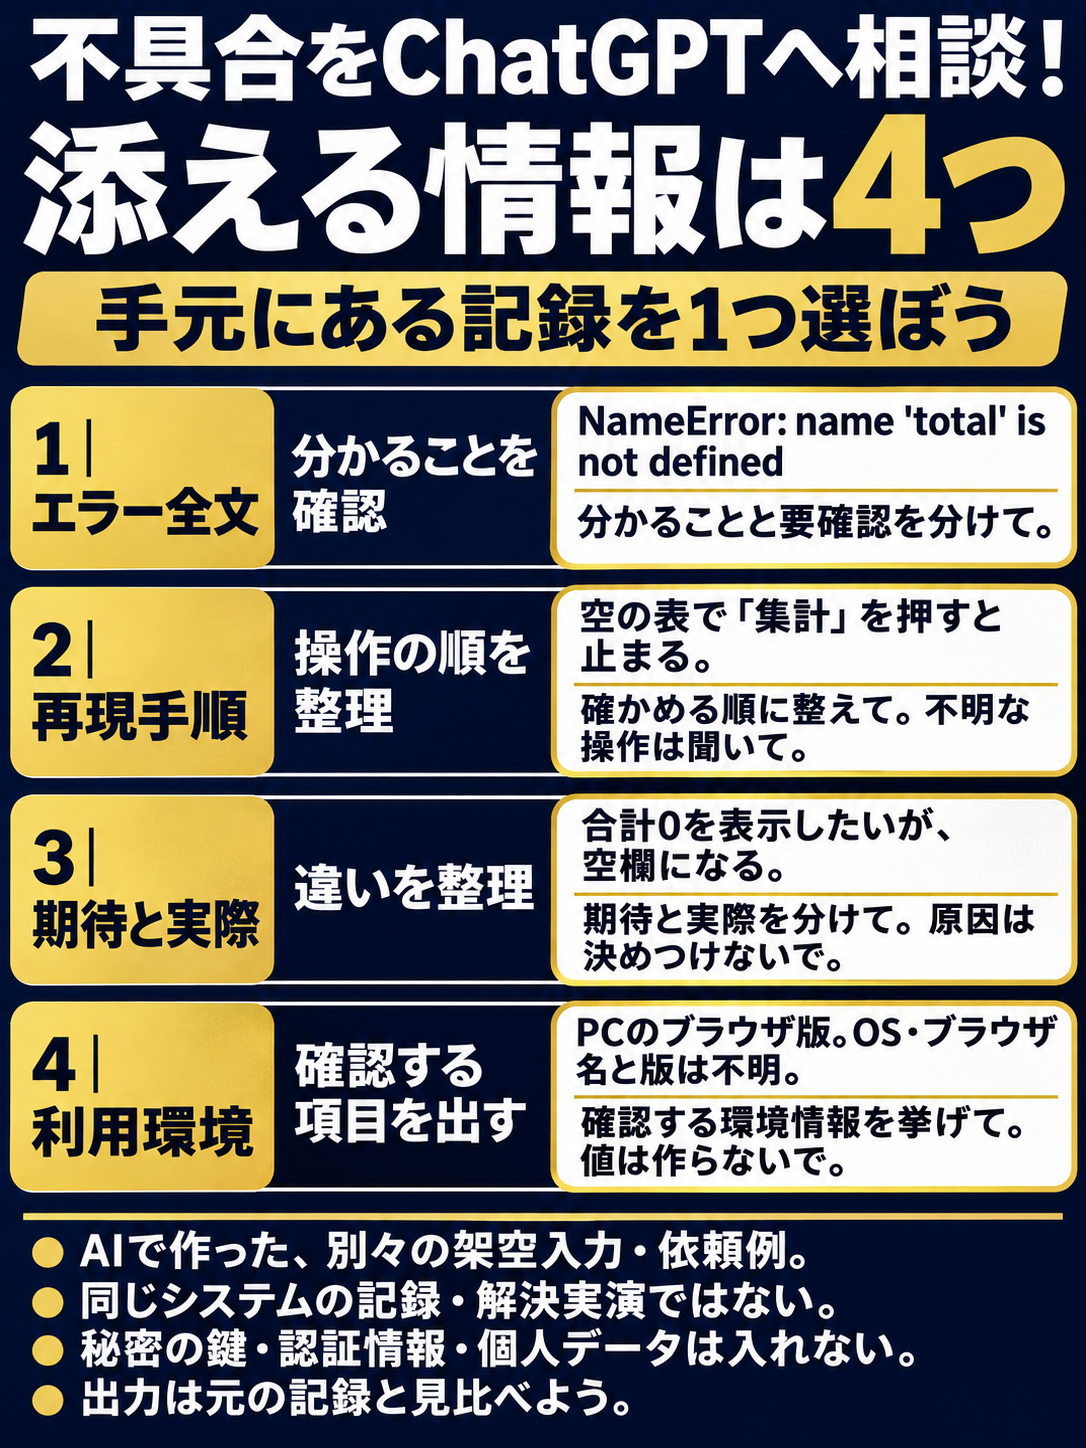 不具合をChatGPTへ相談！
添える情報は4つ
手元にある記録を1つ選ぼう
1|
エラー全文
分かることを
確認
NameError: name 'total' is
not defined
分かることと要確認を分けて。
2|
再現手順
操作の順を
整理
空の表で「集計」を押すと
止まる。
確かめる順に整えて。不明な
操作は聞いて。
3|
期待と実際
違いを整理
合計0を表示したいが、
空欄になる。
期待と実際を分けて。原因は
決めつけないで。
4|
利用環境
確認する
項目を出す
PCのブラウザ版。OS・ブラウザ
名と版は不明。
確認する環境情報を挙げて。
値は作らないで。
● AIで作った、別々の架空入力・依頼例。
● 同じシステムの記録・解決実演ではない。
● 秘密の鍵・認証情報・個人データは入れない。
● 出力は元の記録と見比べよう。